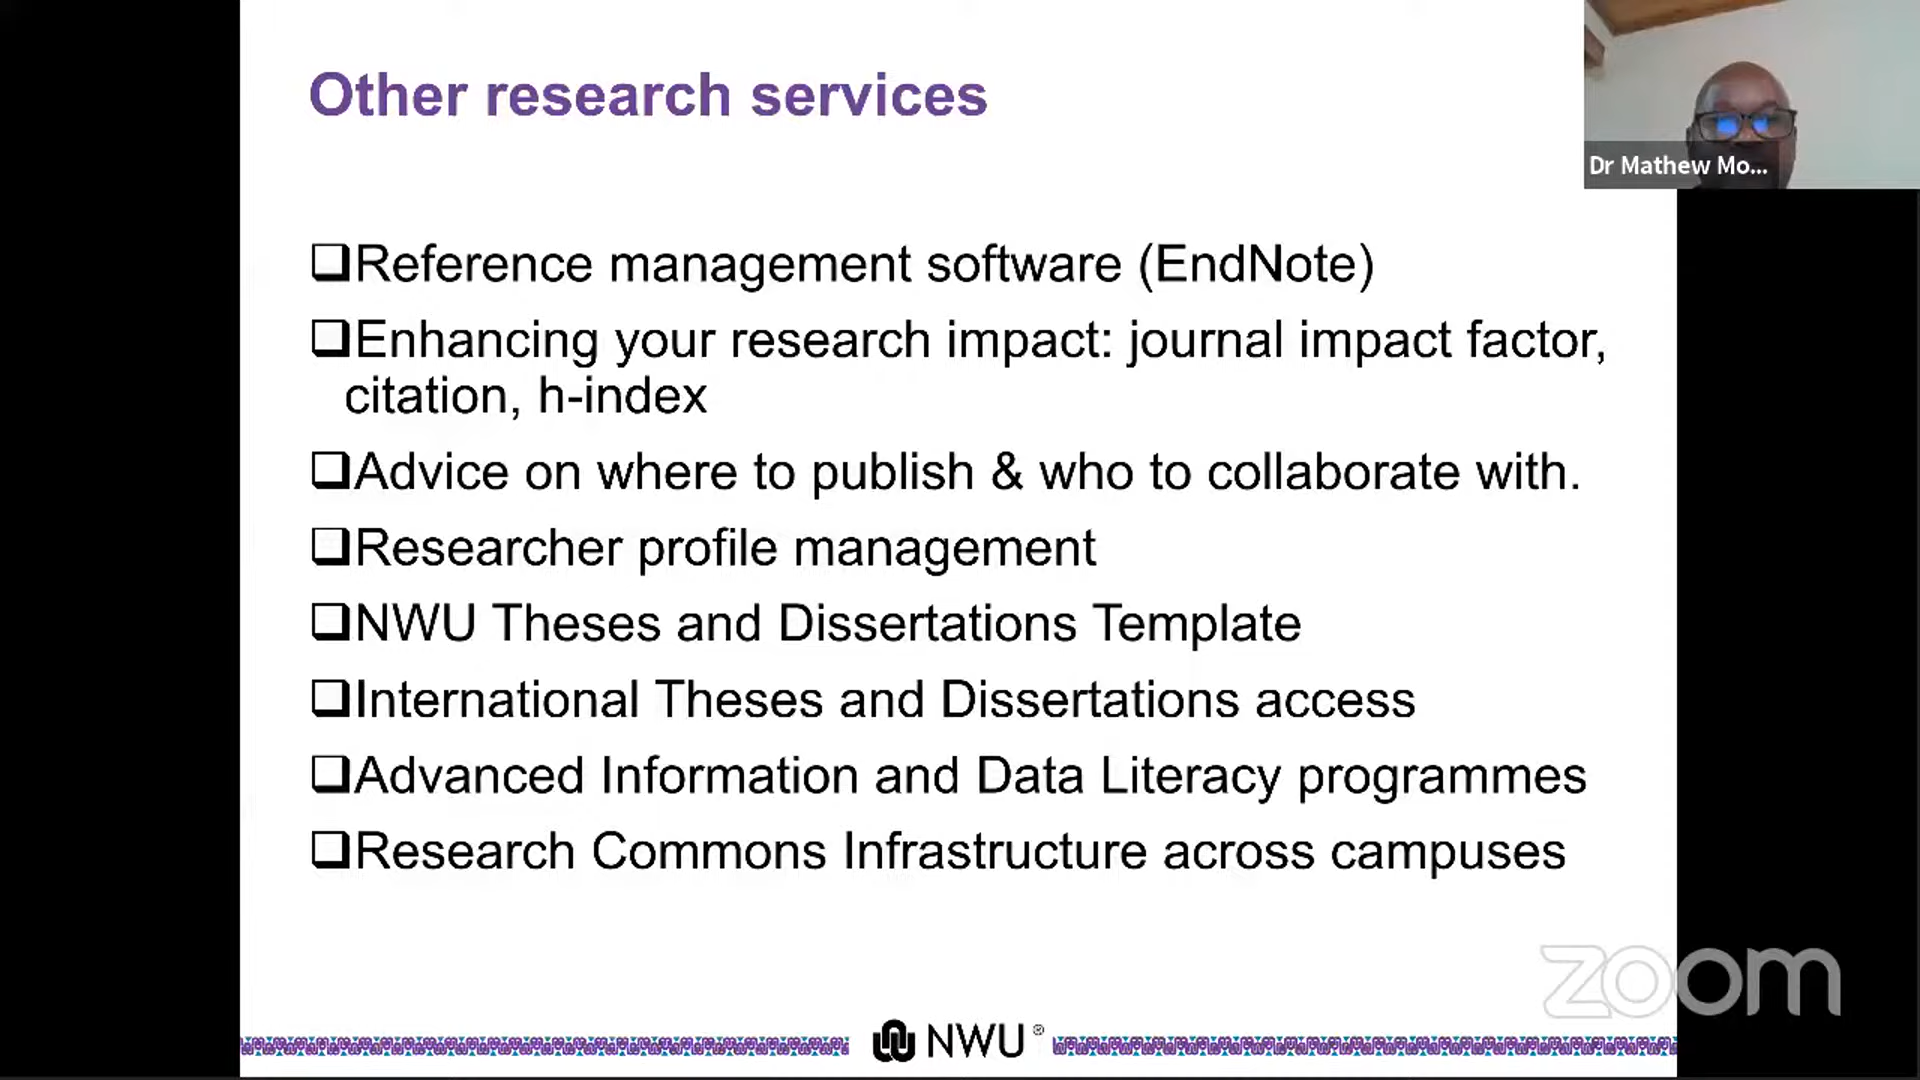 Other research services
Dr Mathew Mo...
❑Reference management software (EndNote)
❑Enhancing your research impact: journal impact factor,
citation, h-index
❑Advice on where to publish & who to collaborate with.
❑Researcher profile management
❑NWU Theses and Dissertations Template
❑International Theses and Dissertations access
❑Advanced Information and Data Literacy programmes
❑Research Commons Infrastructure across campuses
zoom
NWU®